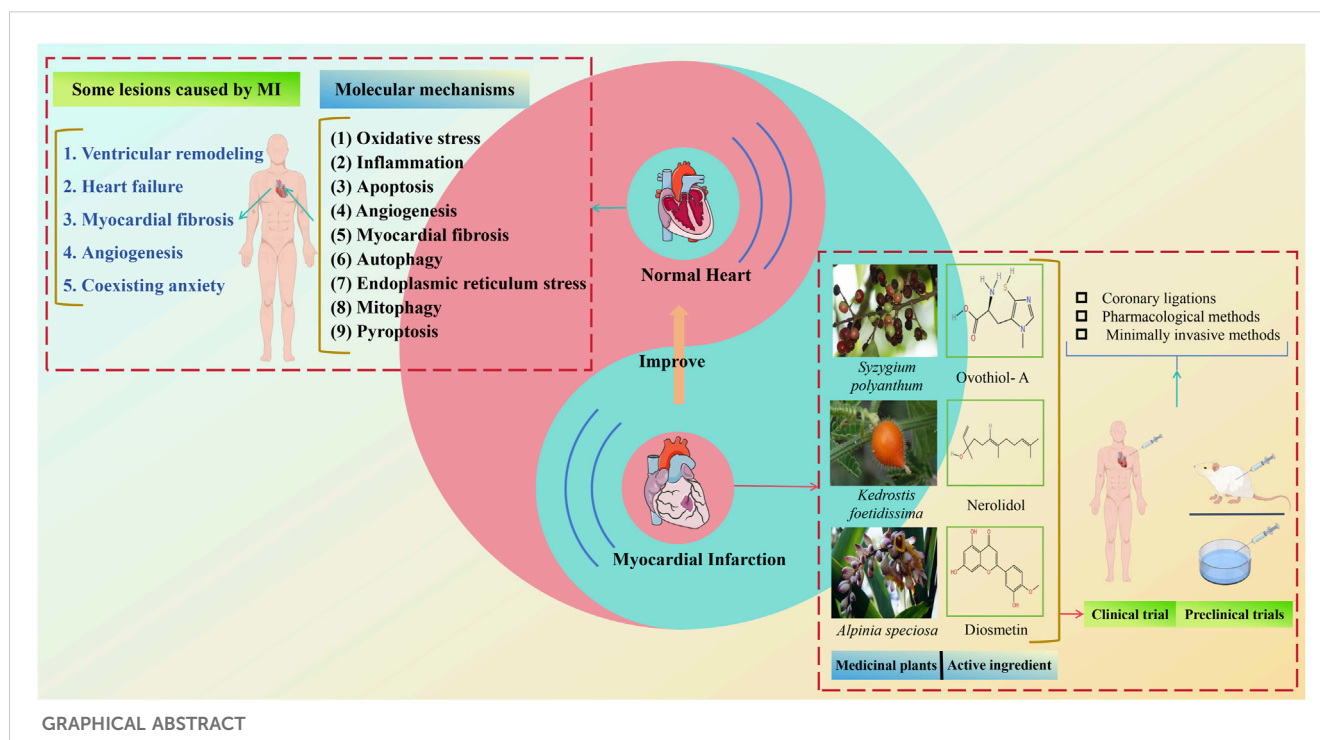 Some lesions caused by MI
1. Ventricular remodeling
2. Heart failure
3. Myocardial fibrosis
4. Angiogenesis
5. Coexisting anxiety
Molecular mechanisms
(1) Oxidative stress
(2) Inflammation
(3) Apoptosis
(4) Angiogenesis
(5) Myocardial fibrosis
(6) Autophagy
(7) Endoplasmic reticulum stress
(8) Mitophagy
(9) Pyroptosis
Normal Heart
Improve
Myocardial Infarction
Syzygium
polyanthum
H
H
N
H
S
N
N
O
H
O
Ovothiol- A
Kedrostis
foetidissima
H
H
O
Nerolidol
Alpinia speciosa
OH
O
HO
O
O
OH
Diosmetin
Medicinal plants
Active ingredient
Coronary ligations
Pharmacological methods
Minimally invasive methods
Clinical trial
Preclinical trials
GRAPHICAL ABSTRACT